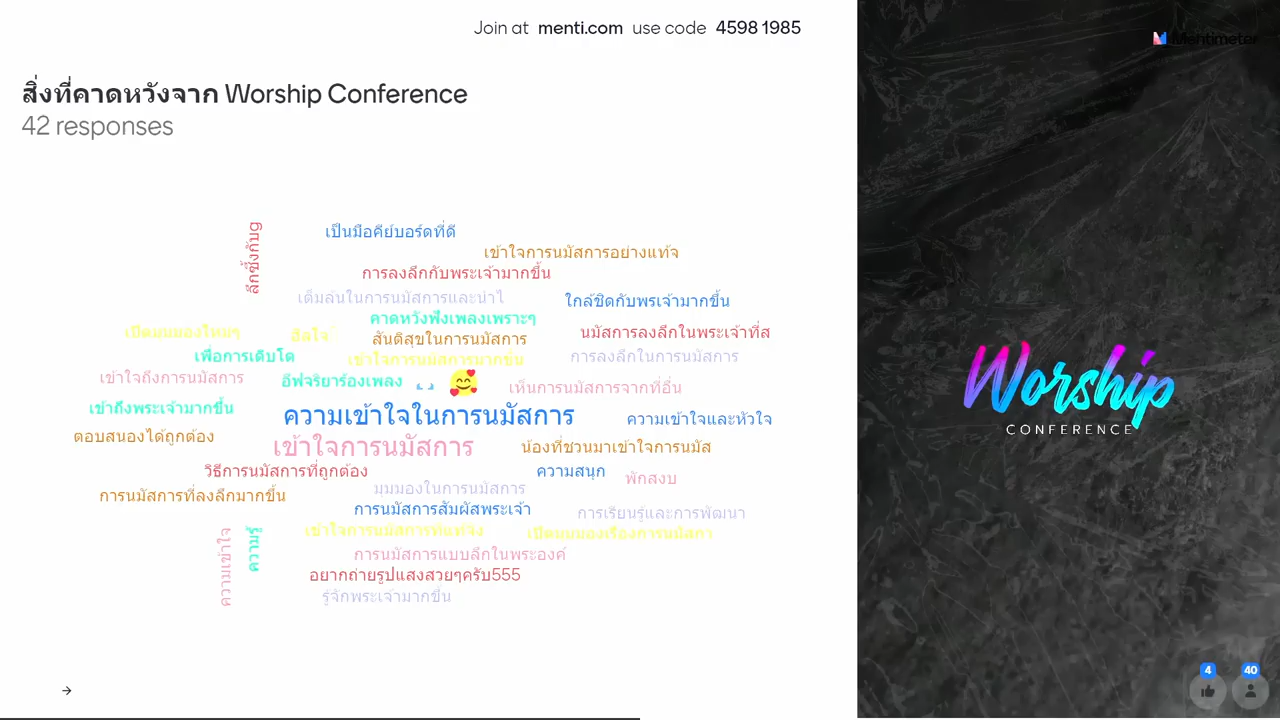 Join at menti.com use code 4598 1985
Mentimeter
สิ่งที่คาดหวังจาก Worship Conference
42 responses
ลึกซึ้งกับg
เป็นมือคีย์บอร์ดที่ดี
เข้าใจการนมัสการอย่างแท้จ
การลงลึกกับพระเจ้ามากขึ้น
เต็มล้นในการนมัสการและนำไ
ใกล้ชิดกับพรเจ้ามากขึ้น
คาดหวังฟังเพลงเพราะๆ
เปิดมุมมองใหม่ๆ
ฮีลใจ
สันติสุขในการนมัสการ
นมัสการลงลึกในพระเจ้าที่ส
เพื่อการเติบโต
เข้าใจการนมัสการมากขึ้น
การลงลึกในการนมัสการ
เข้าใจถึงการนมัสการ
อีฟจริยาร้องเพลง
🥰
เห็นการนมัสการจากที่อื่น
เข้าถึงพระเจ้ามากขึ้น
ความเข้าใจในการนมัสการ
ความเข้าใจและหัวใจ
ตอบสนองได้ถูกต้อง
เข้าใจการนมัสการ
น้องที่ชวนมาเข้าใจการนมัส
วิธีการนมัสการที่ถูกต้อง
ความสนุก
พักสงบ
การนมัสการที่ลงลึกมากขึ้น
มุมมองในการนมัสการ
การนมัสการสัมผัสพระเจ้า
การเรียนรู้และการพัฒนา
ความเข้าใจ
ความรู้
เข้าใจการนมัสการที่แท้จริง
เปิดมุมมองเรื่องการนมัสกา
การนมัสการแบบลึกในพระองค์
อยากถ่ายรูปแสงสวยๆครับ555
รู้จักพระเจ้ามากขึ้น
Worship
CONFERENCE
4
40